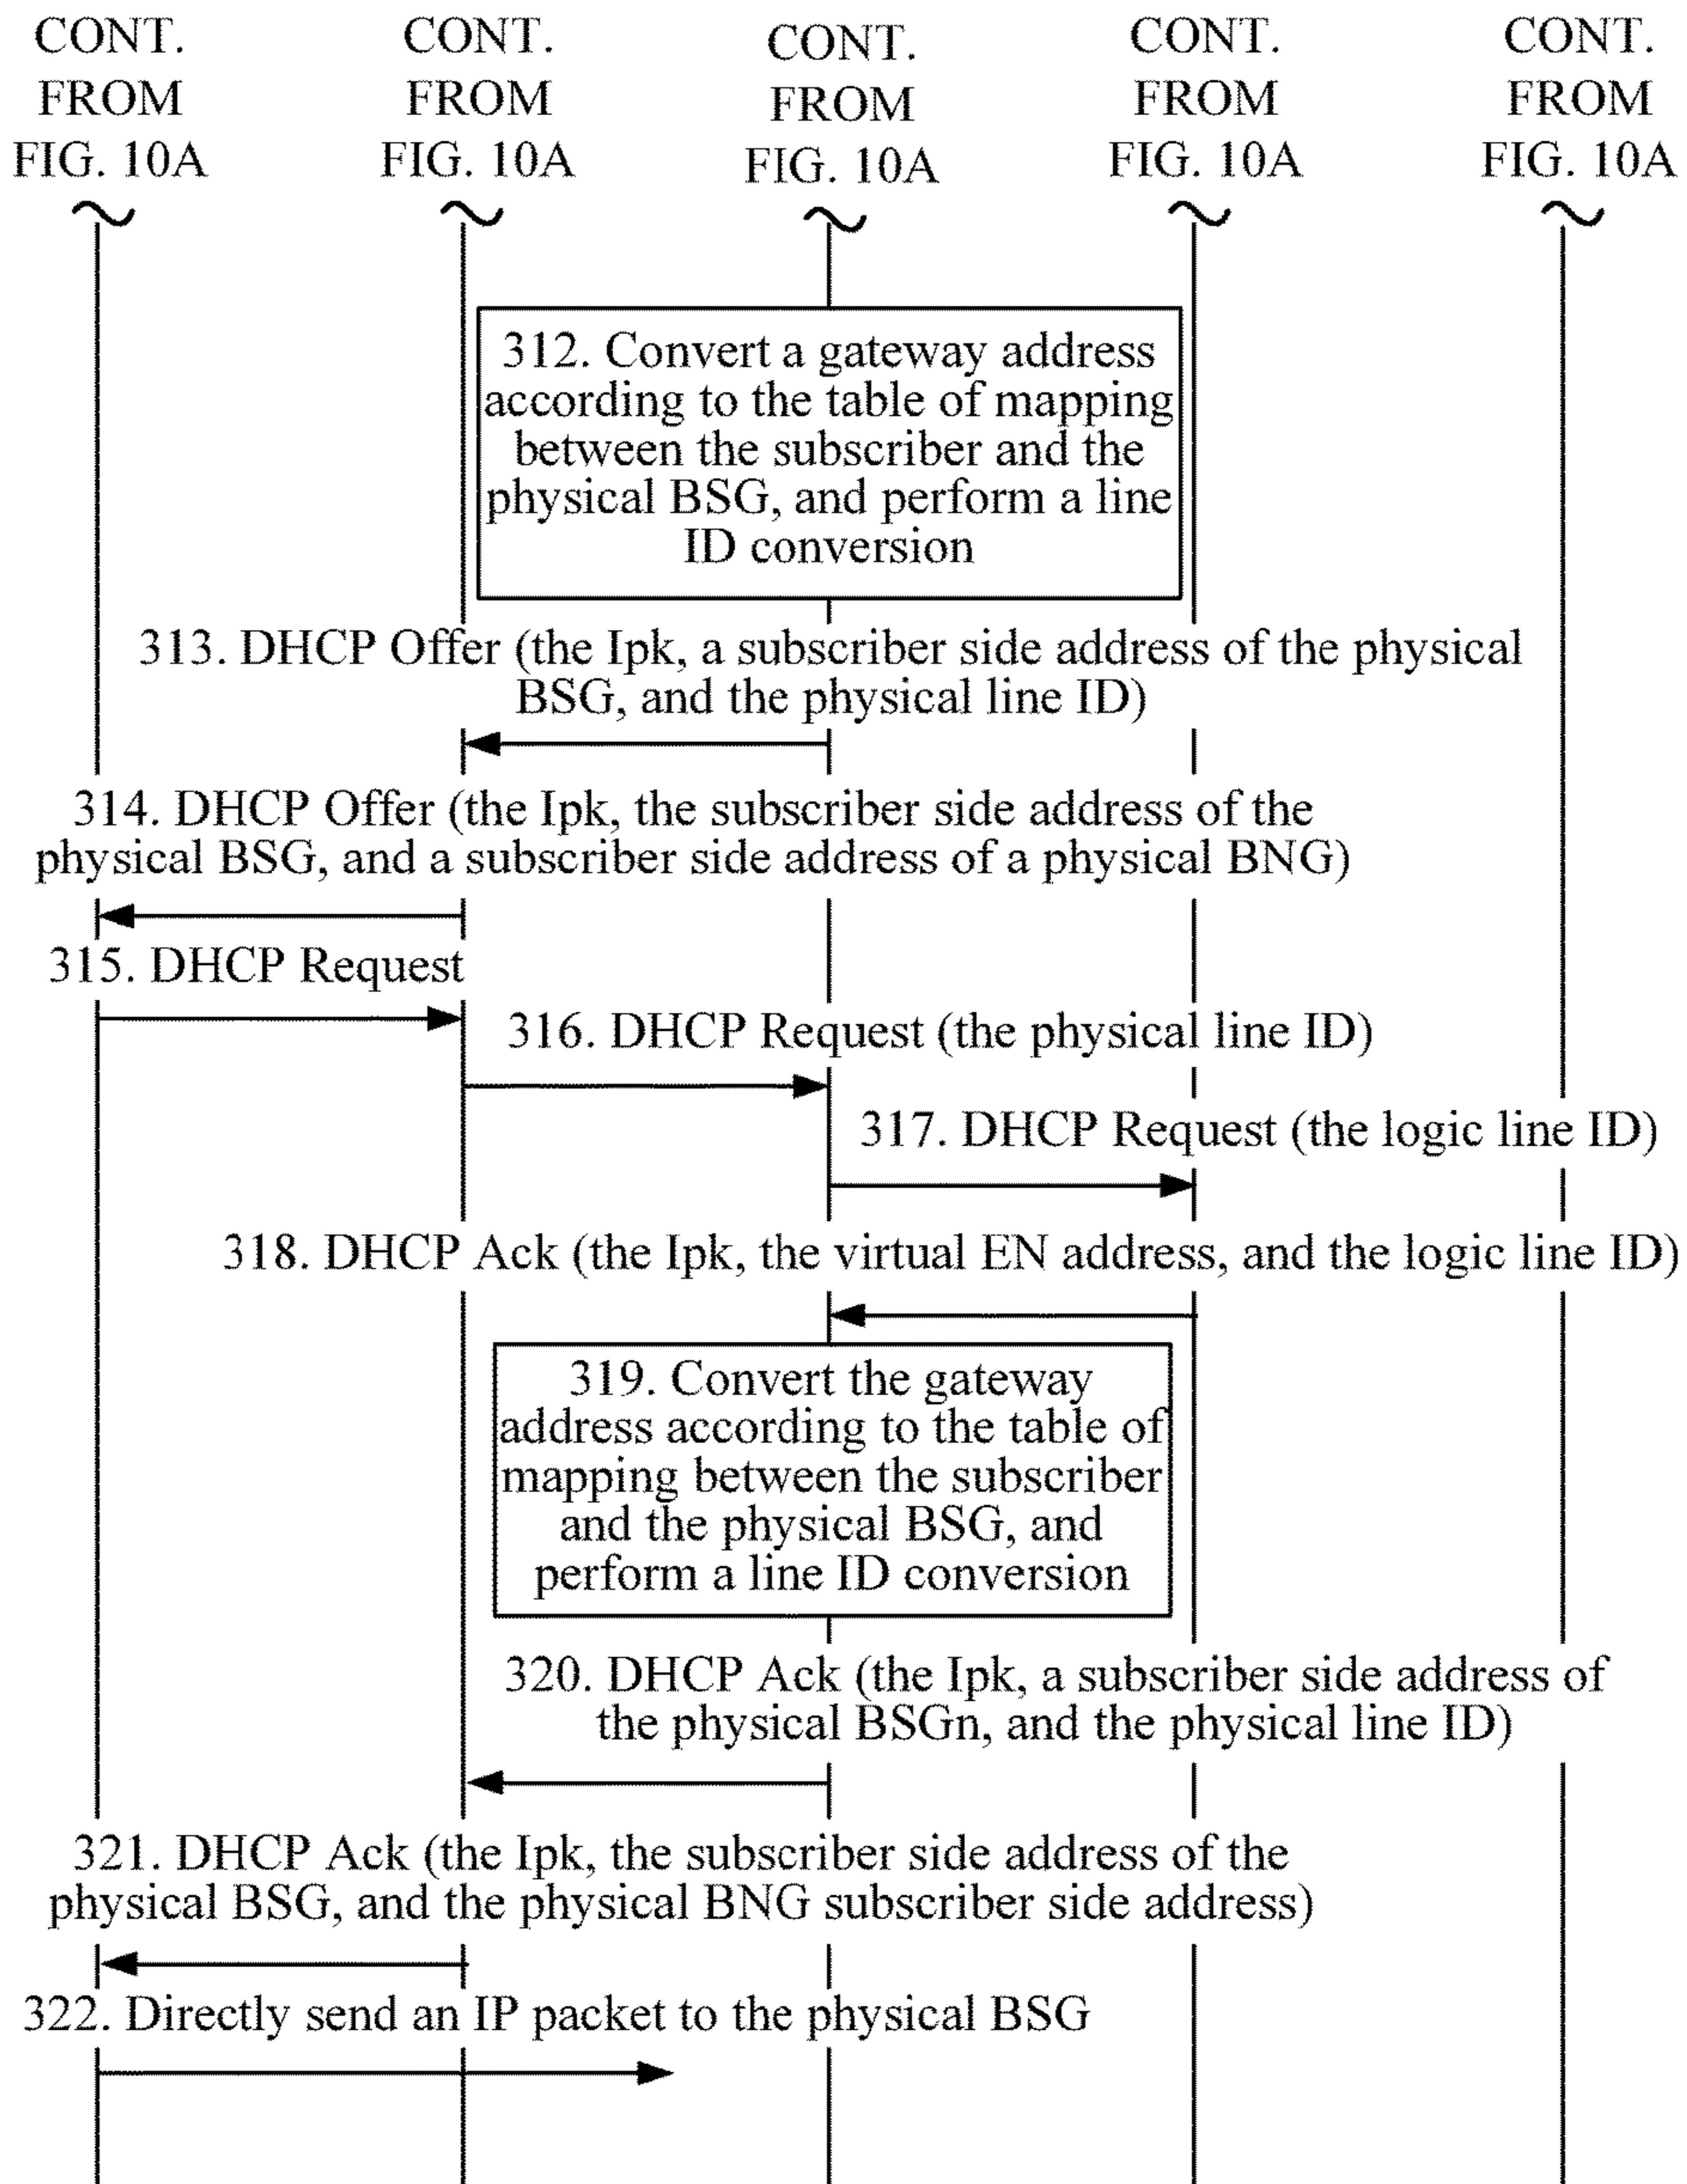 CONT.
FROM
FIG. 10A
CONT.
FROM
FIG. 10A
CONT.
FROM
FIG. 10A
CONT.
FROM
FIG. 10A
CONT.
FROM
FIG. 10A
312. Convert a gateway address
according to the table of mapping
between the subscriber and the
physical BSG, and perform a line
ID conversion
313. DHCP Offer (the Ipk, a subscriber side address of the physical
BSG, and the physical line ID)
314. DHCP Offer (the Ipk, the subscriber side address of the
physical BSG, and a subscriber side address of a physical BNG)
315. DHCP Request
316. DHCP Request (the physical line ID)
317. DHCP Request (the logic line ID)
318. DHCP Ack (the Ipk, the virtual EN address, and the logic line ID)
319. Convert the gateway
address according to the table of
mapping between the subscriber
and the physical BSG, and
perform a line ID conversion
320. DHCP Ack (the Ipk, a subscriber side address of
the physical BSGn, and the physical line ID)
321. DHCP Ack (the Ipk, the subscriber side address of the
physical BSG, and the physical BNG subscriber side address)
322. Directly send an IP packet to the physical BSG